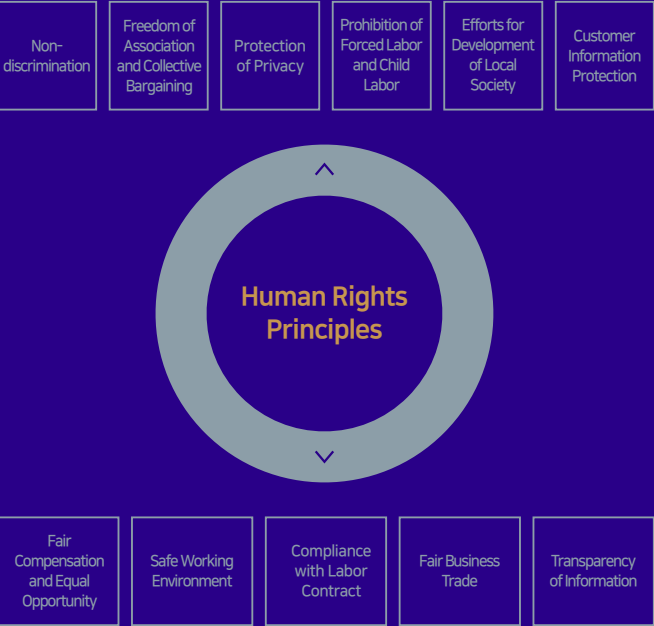 Non-
discrimination
Freedom of
Association
and Collective
Bargaining
Protection
of Privacy
Prohibition of
Forced Labor
and Child
Labor
Efforts for
Development
of Local
Society
Customer
Information
Protection
Human Rights
Principles
Fair
Compensation
and Equal
Opportunity
Safe Working
Environment
Compliance
with Labor
Contract
Fair Business
Trade
Transparency
of Information